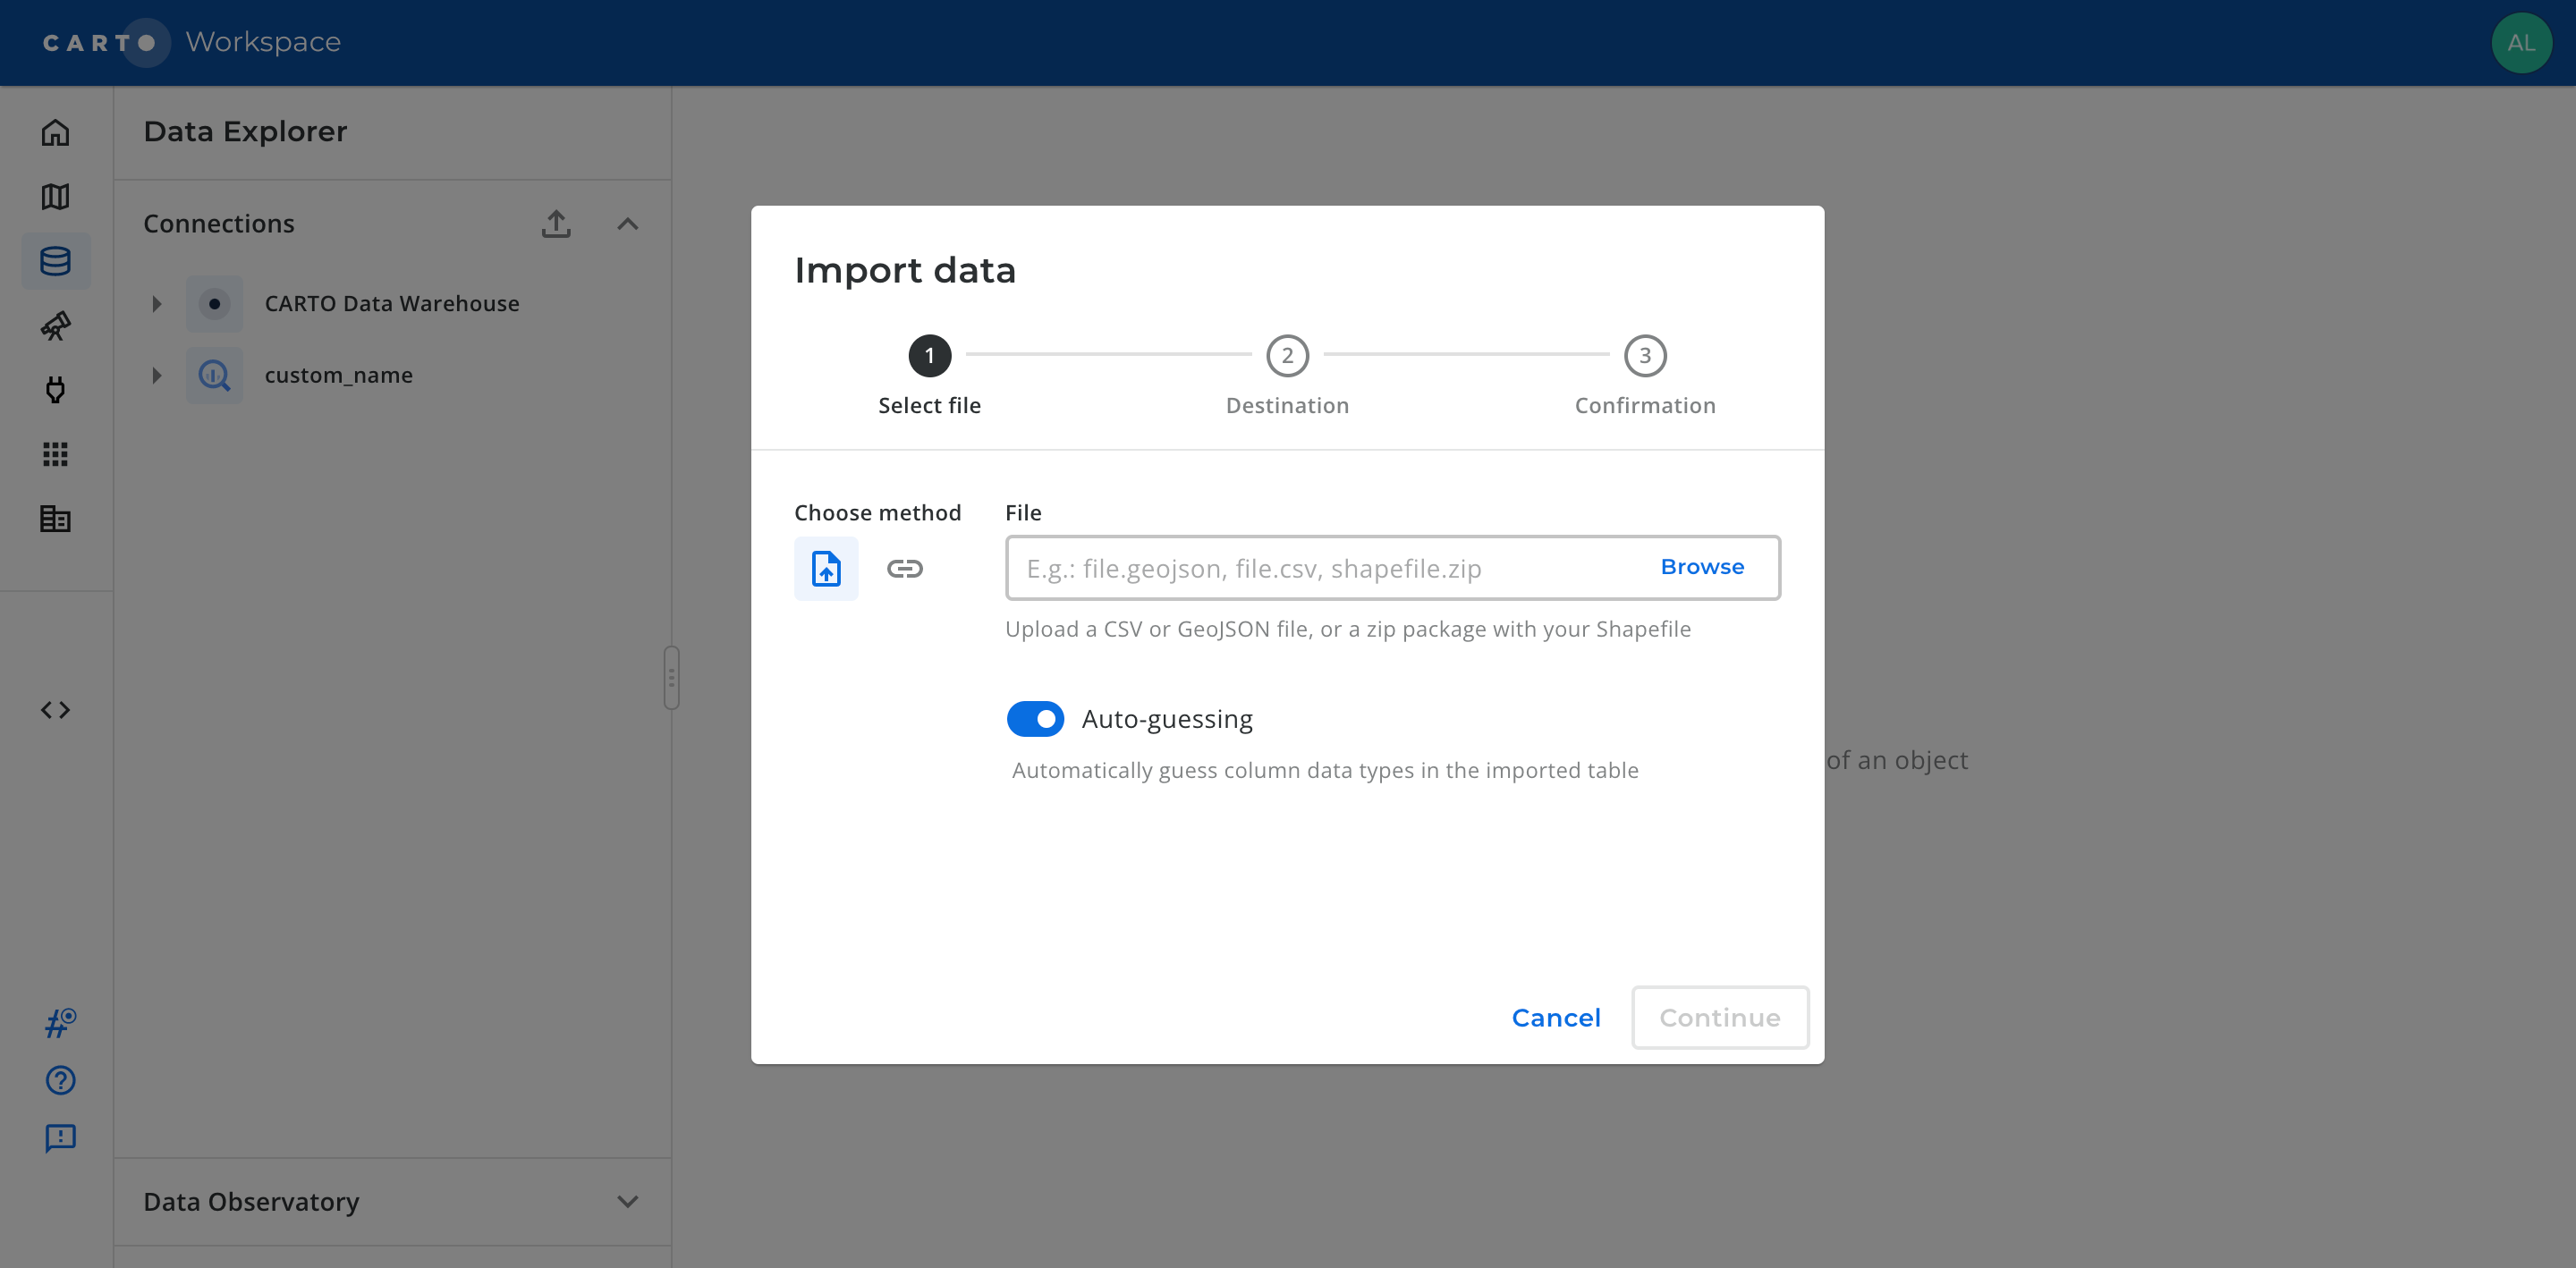 CARTO Workspace
AL
Data Explorer
Connections
CARTO Data Warehouse
custom_name
Data Observatory
Import data
1
2
3
Select file
Destination
Confirmation
Choose method
File
E.g.: file.geojson, file.csv, shapefile.zip
Browse
Upload a CSV or GeoJSON file, or a zip package with your Shapefile
Auto-guessing
Automatically guess column data types in the imported table
of an object
Cancel
Continue